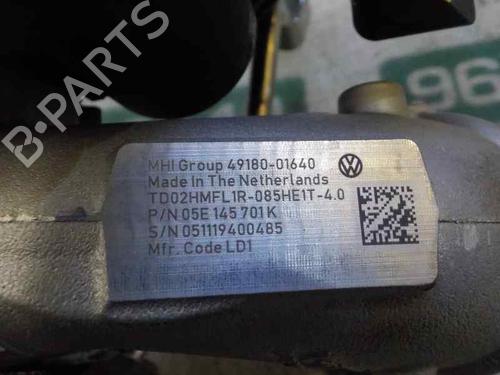 B-PARTS
96
MHI Group 49180-01640
Made in The Netherlands
TD02HMFL1R-085HE1T-4.0
P/N 05E 145 701 K
S/N 051119400485
Mfr. Code LD1